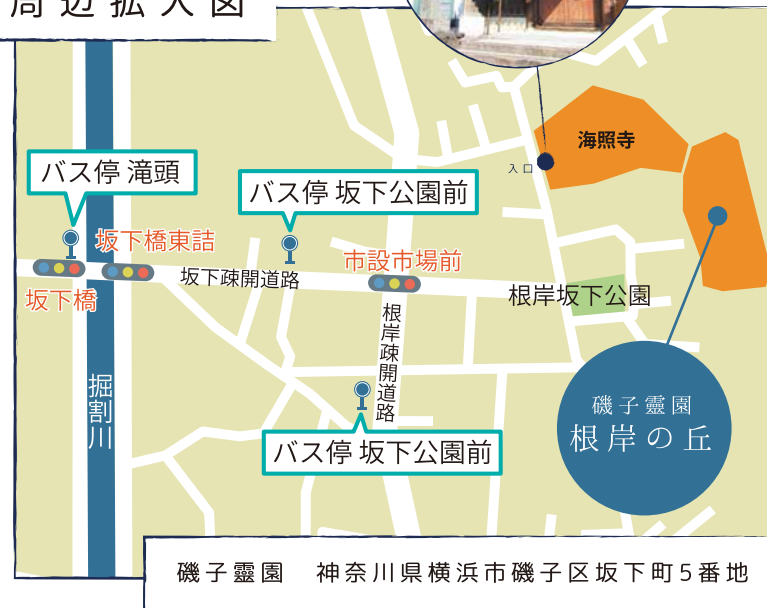 周辺拡大図
海照寺
入口
バス停 滝頭
バス停 坂下公園前
坂下橋東詰
市設市場前
坂下疎開道路
坂下橋
根岸坂下公園
根岸疎開道路
掘割川
磯子靈園
根岸の丘
バス停 坂下公園前
磯子靈園　神奈川県横浜市磯子区坂下町5番地